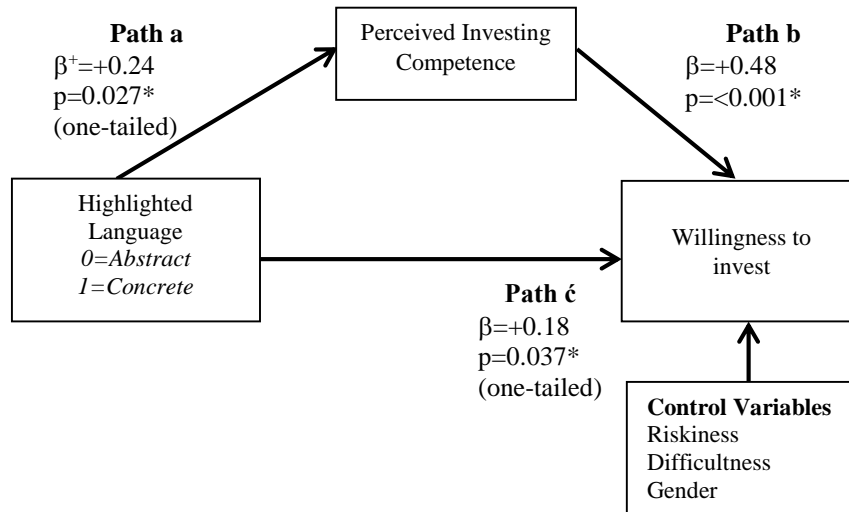 Path a
β⁺=+0.24
p=0.027*
(one-tailed)
Perceived Investing
Competence
Path b
β=+0.48
p=<0.001*
Highlighted
Language
0=Abstract
1=Concrete
Willingness to
invest
Path ć
β=+0.18
p=0.037*
(one-tailed)
Control Variables
Riskiness
Difficultness
Gender